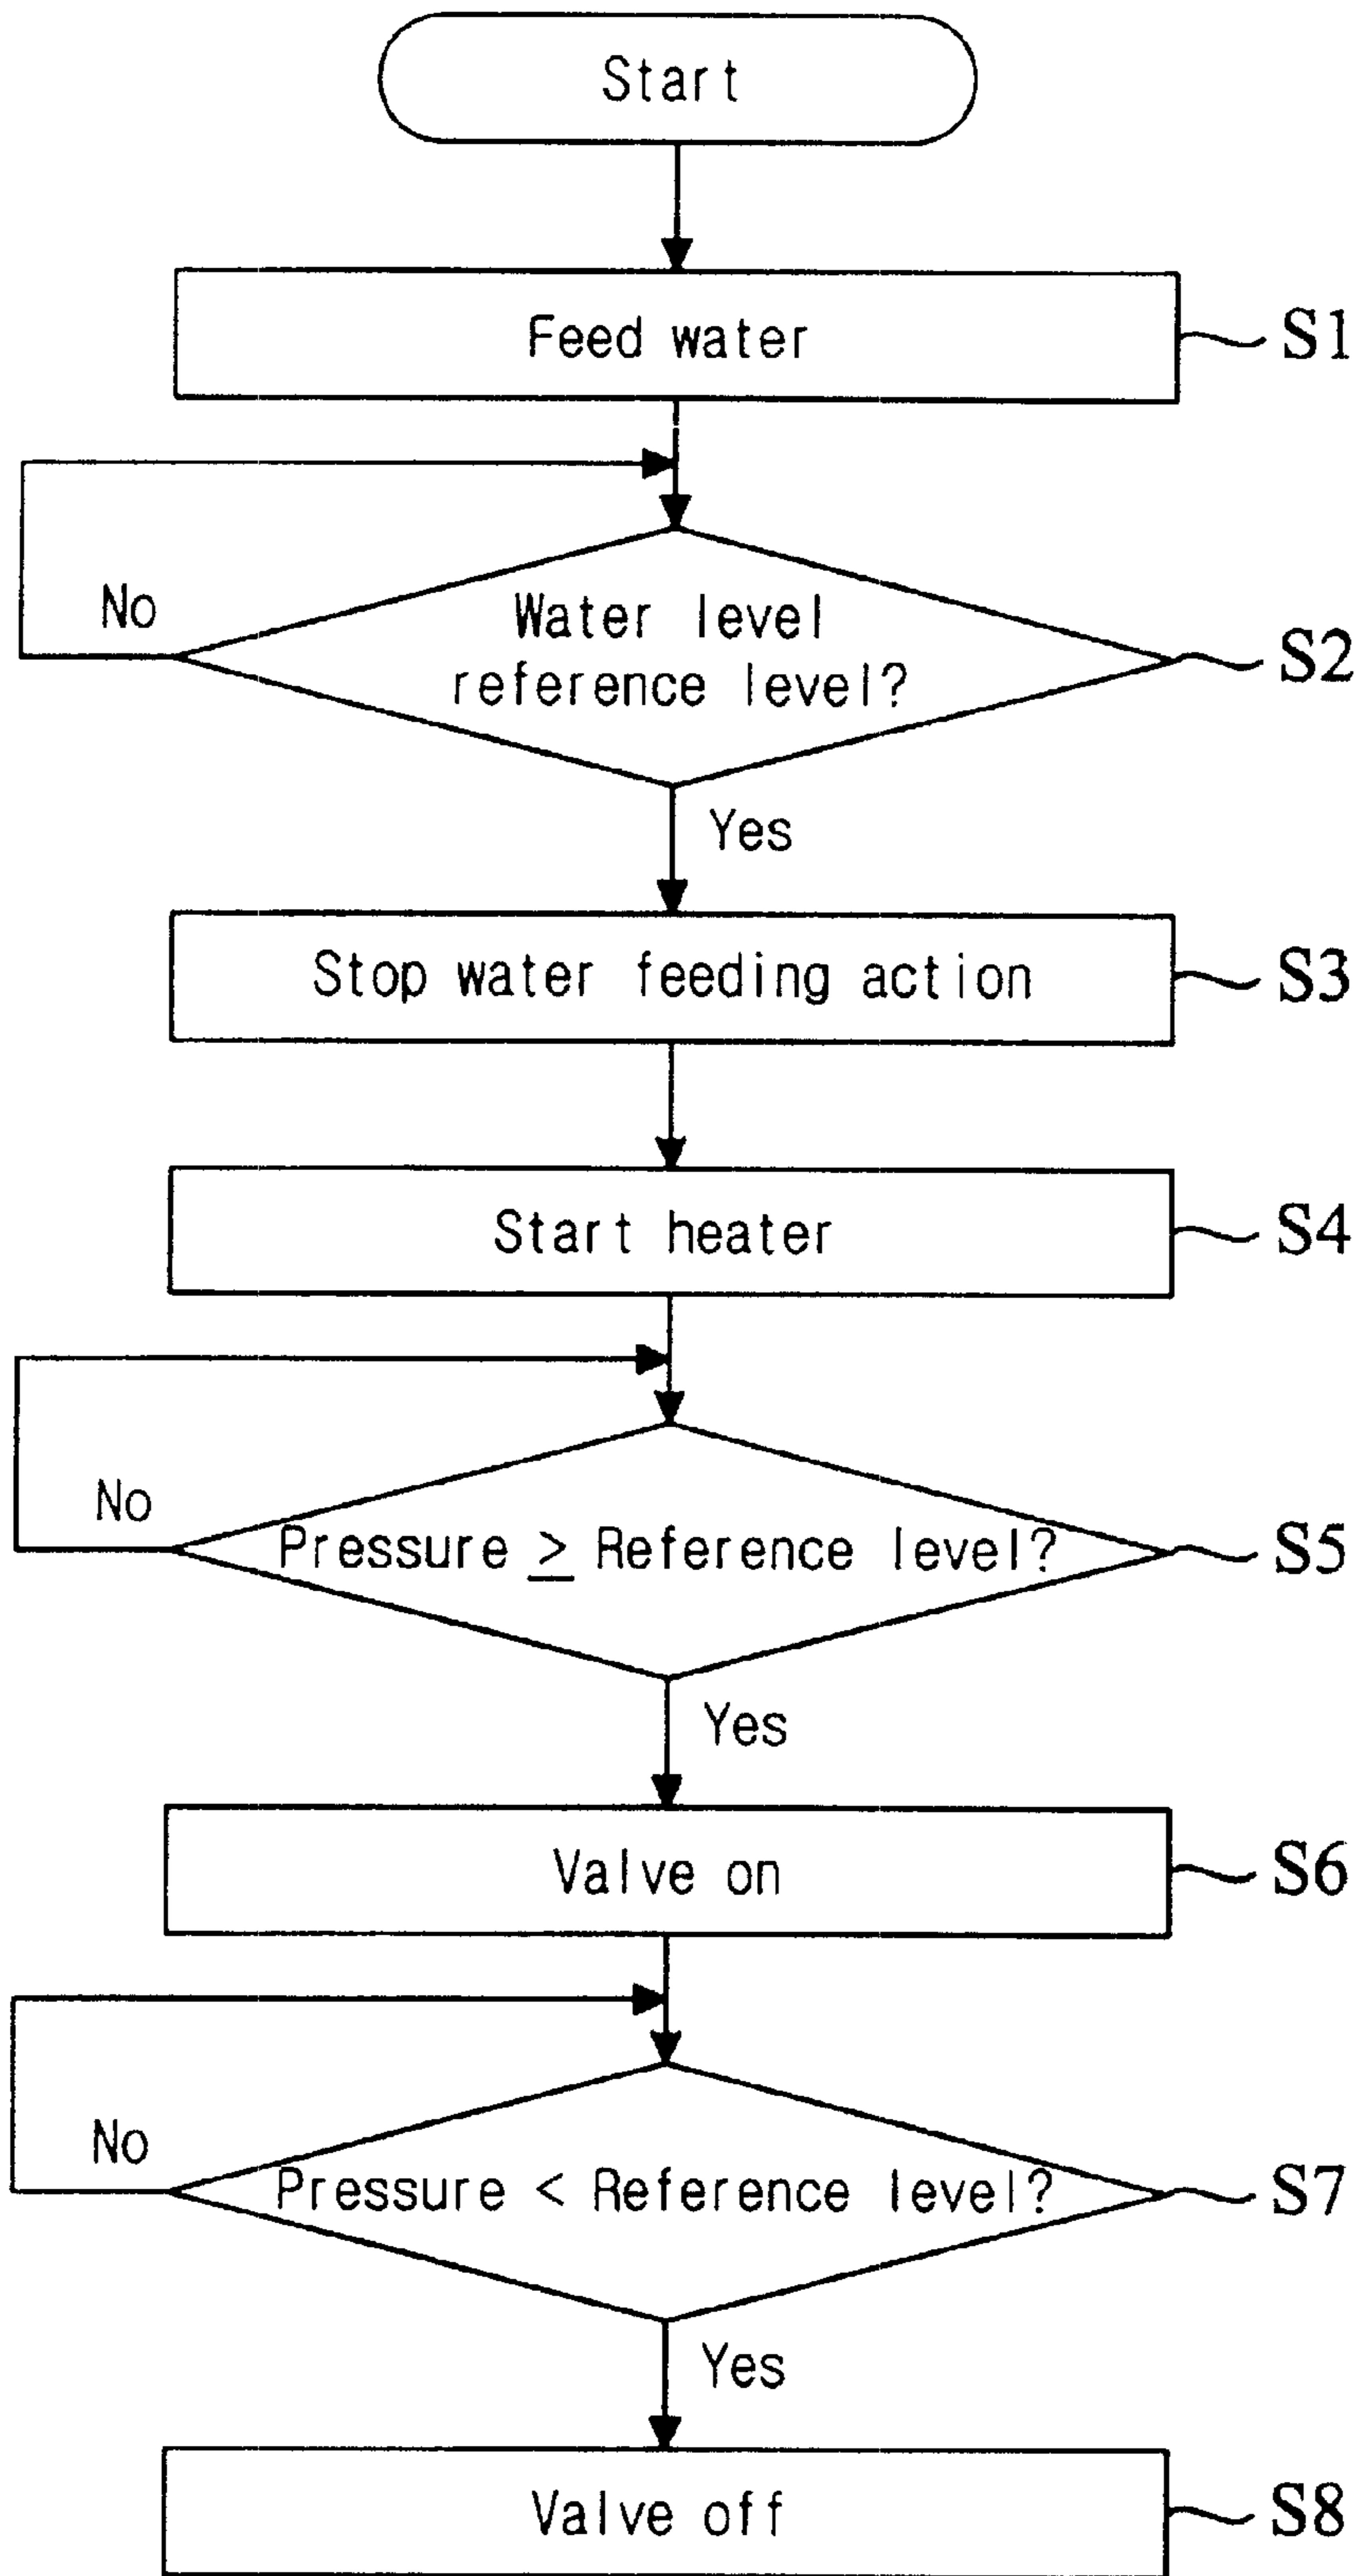 Start
Feed water
S1
No
Water level
reference level?
S2
Yes
Stop water feeding action
S3
Start heater
S4
No
Pressure ≥ Reference level?
S5
Yes
Valve on
S6
No
Pressure < Reference level?
S7
Yes
Valve off
S8